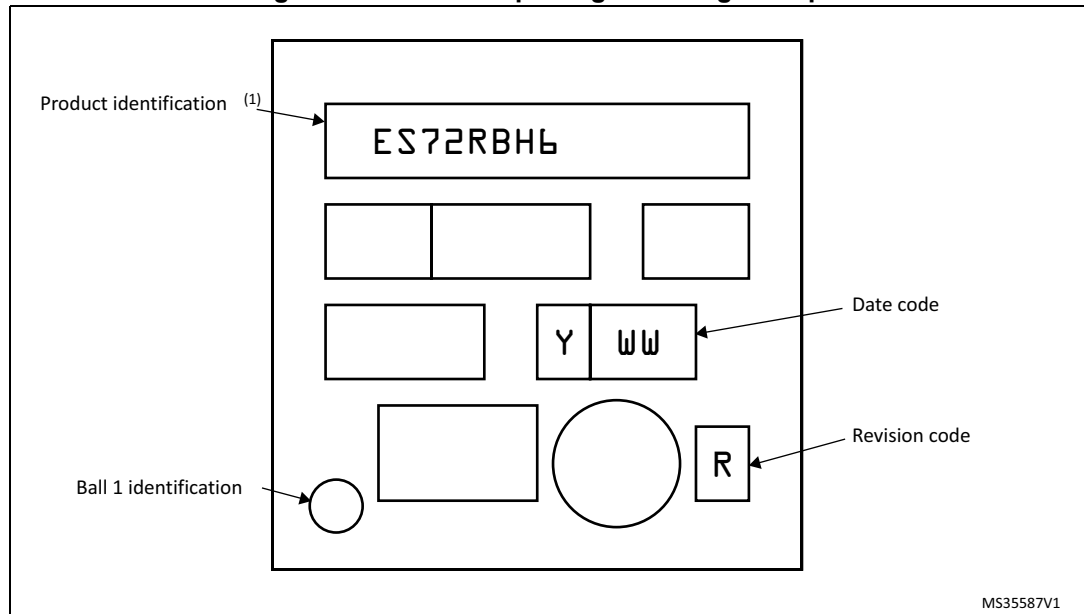 Product identification (1)
ES72RBH6
Date code
Y WW
Revision code
R
Ball 1 identification
MS35587V1